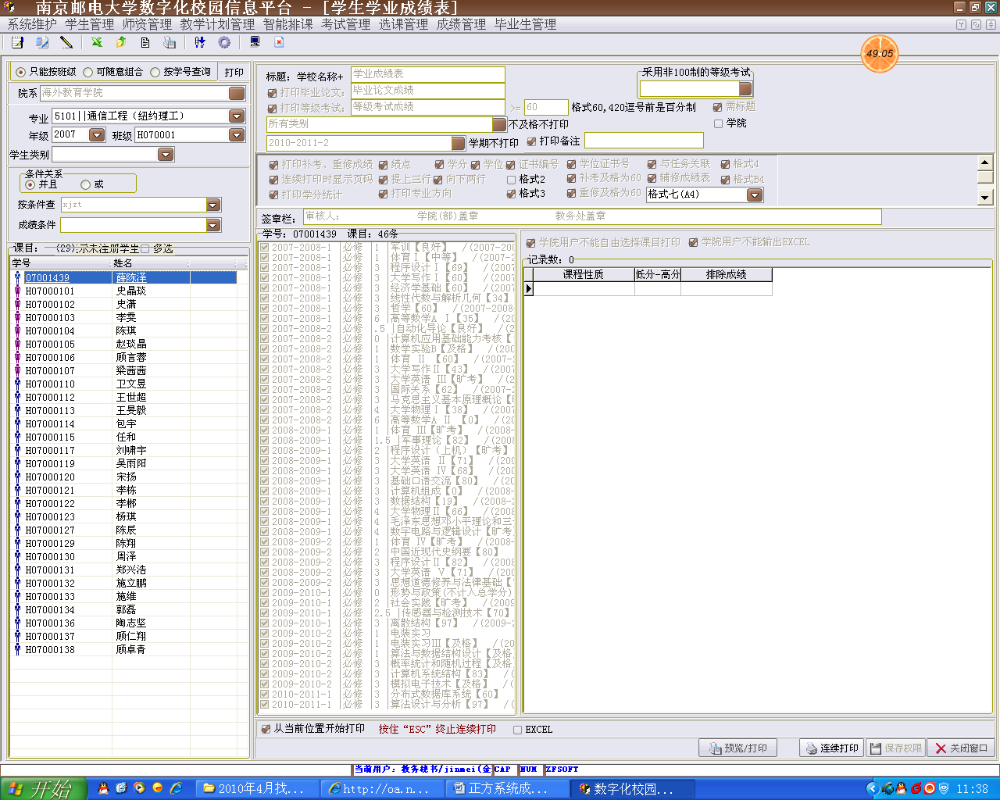 南京邮电大学数字化校园信息平台 - [学生学业成绩表]
系统维护 学生管理 师资管理 教学计划管理 智能排课 考试管理 选课管理 成绩管理 毕业生管理
49:05
只能按班级 可随意组合 按学号查询 打印
院系 海外教育学院
专业 5101||通信工程（纽约理工）
年级 2007 班级 H070001
学生类别
条件关系
并且 或
按条件查 xjzt
成绩条件
标题: 学校名称+ 学业成绩表
打印毕业论文: 毕业论文成绩
打印等级考试: 等级考试成绩 >= 60 格式60,420逗号前是百分制
所有类别 不及格不打印
2010-2011-2 学期不打印 打印备注
采用非100制的等级考试
需标题
学院
打印补考、重修成绩 绩点 学分 学位 证书编号 学位证书号 与任务关联 格式4
连续打印时显示页码 提上三行 向下两行 格式2 补考及格为60 辅修成绩表 格式B4
打印学分统计 打印专业方向 格式3 重修及格为60 格式七(A4)
签章栏: 审核人: 学院(部)盖章 教务处盖章
课目: (29);示未注册学生 多选
学号 姓名
07001439 薛陈泽
H07000101 史晶琰
H07000102 史潇
H07000103 李雯
H07000104 陈琪
H07000105 赵琰晶
H07000106 顾言蓉
H07000107 梁茜茜
H07000110 卫文昱
H07000112 王世超
H07000113 王旻毅
H07000114 包宇
H07000115 任和
H07000117 刘啸宇
H07000119 吴雨阳
H07000120 宋扬
H07000121 李栋
H07000122 李郴
H07000123 杨琪
H07000127 陈辰
H07000129 陈翔
H07000130 周泽
H07000131 郑兴浩
H07000132 施立鹏
H07000133 施维
H07000134 郭磊
H07000136 陶志坚
H07000137 顾仁翔
H07000138 顾卓青
学号: 07001439 课目: 46条
2007-2008-1 |必修 | 1 |军训【良好】 /(2007-20
2007-2008-1 |必修 | 1 |体育Ⅰ【中等】 /(200
2007-2008-1 |必修 | 3 |程序设计Ⅰ【69】 /(200
2007-2008-1 |必修 | 3 |大学写作Ⅰ【60】 /(200
2007-2008-1 |必修 | 3 |经济学基础【60】 /(200
2007-2008-1 |必修 | 3 |线性代数与解析几何【34】
2007-2008-1 |必修 | 3 |哲学【60】 /(2007-2008
2007-2008-1 |必修 | 6 |高等数学A Ⅰ【35】 /(20
2007-2008-2 |必修 | .5 |自动化导论【良好】 /(2
2007-2008-2 |必修 | 0 |计算机应用基础能力考核【
2007-2008-2 |必修 | 1 |数学实验B【及格】 /(200
2007-2008-2 |必修 | 1 |体育 Ⅱ 【60】 /(2007-
2007-2008-2 |必修 | 3 |大学写作Ⅱ【43】 /(2007
2007-2008-2 |必修 | 3 |大学英语 Ⅲ【旷考】 /(
2007-2008-2 |必修 | 3 |国际关系【62】 /(2007-2
2007-2008-2 |必修 | 3 |马克思主义基本原理概论【
2007-2008-2 |必修 | 4 |大学物理Ⅰ【38】 /(2007
2007-2008-2 |必修 | 6 |高等数学A Ⅱ 【0】 /(
2008-2009-1 |必修 | 1 |体育 Ⅲ【旷考】 /(2008-
2008-2009-1 |必修 | 1.5 |军事理论【82】 /(2008-
2008-2009-1 |必修 | 2 |程序设计（上机）【旷考】
2008-2009-1 |必修 | 3 |大学英语 Ⅱ【71】 /(200
2008-2009-1 |必修 | 3 |大学英语 Ⅳ【68】 /(200
2008-2009-1 |必修 | 3 |基础口语交流【80】 /(20
2008-2009-1 |必修 | 3 |计算机组成【0】 /(2008-
2008-2009-1 |必修 | 3 |数据结构【19】 /(2008-2
2008-2009-1 |必修 | 4 |大学物理Ⅱ【66】 /(2008
2008-2009-1 |必修 | 4 |毛泽东思想邓小平理论和三
2008-2009-1 |必修 | 4 |数字电路与逻辑设计【旷考
2008-2009-2 |必修 | 1 |体育 Ⅳ【旷考】 /(2008-
2008-2009-2 |必修 | 2 |中国近现代史纲要【80】
2008-2009-2 |必修 | 3 |程序设计Ⅱ【82】 /(2008
2008-2009-2 |必修 | 3 |大学英语 Ⅴ【71】 /(200
2008-2009-2 |必修 | 3 |思想道德修养与法律基础【
2009-2010-1 |必修 | 0 |形势与政策(不计入总学分)
2009-2010-1 |必修 | 2 |社会实践【旷考】 /(2009
2009-2010-1 |必修 | 2.5 |传感器与检测技术【70】
2009-2010-1 |必修 | 3 |离散结构【97】 /(2009-2
2009-2010-2 |必修 | 1 |电装实习
2009-2010-2 |必修 | 1 |电装实习Ⅲ【及格】 /(20
2009-2010-2 |必修 | 1 |算法与数据结构设计【及格
2009-2010-2 |必修 | 3 |概率统计和随机过程【及格
2009-2010-2 |必修 | 3 |计算机系统结构【83】 /(
2009-2010-2 |必修 | 3 |模拟电子技术【及格】 /(
2010-2011-1 |必修 | 3 |分布式数据库系统【60】
2010-2011-1 |必修 | 3 |算法设计与分析【97】 /(
学院用户不能自由选择课目打印 学院用户不能输出EXCEL
记录数: 0
课程性质 低分-高分 排除成绩
从当前位置开始打印 按住“ESC”终止连续打印 EXCEL
预览/打印 连续打印 保存权限 关闭窗口
当前用户: 教务秘书/jinmei(金 CAP NUM ZFSOFT
开始 2010年4月找... http://oa.n... 正方系统成... 数字化校园... 11:38